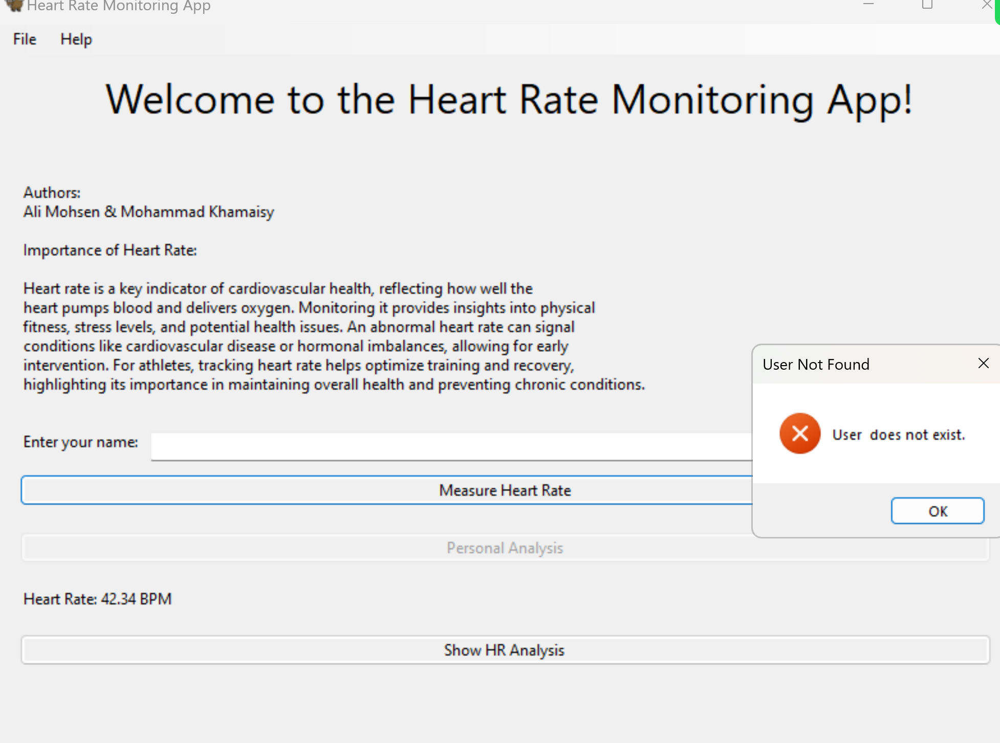 Heart Rate Monitoring App
File Help
Welcome to the Heart Rate Monitoring App!
Authors:
Ali Mohsen & Mohammad Khamaisy
Importance of Heart Rate:
Heart rate is a key indicator of cardiovascular health, reflecting how well the
heart pumps blood and delivers oxygen. Monitoring it provides insights into physical
fitness, stress levels, and potential health issues. An abnormal heart rate can signal
conditions like cardiovascular disease or hormonal imbalances, allowing for early
intervention. For athletes, tracking heart rate helps optimize training and recovery,
highlighting its importance in maintaining overall health and preventing chronic conditions.
Enter your name:
Measure Heart Rate
Personal Analysis
Heart Rate: 42.34 BPM
Show HR Analysis
User Not Found
User  does not exist.
OK